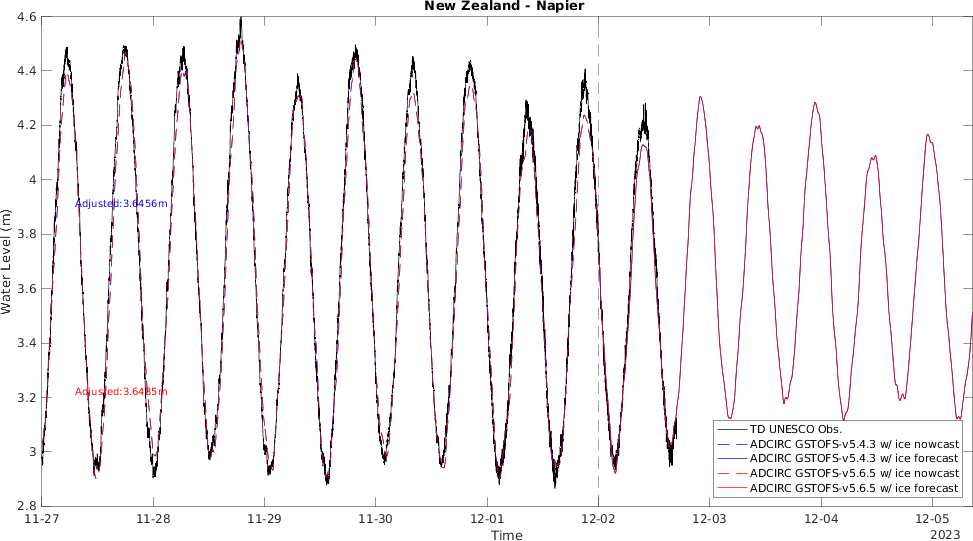 New Zealand - Napier
4.6
4.4
4.2
4
3.8
3.6
3.4
3.2
3
2.8
Water Level (m)
Adjusted:3.6456m
Adjusted:3.6485m
TD UNESCO Obs.
ADCIRC GSTOFS-v5.4.3 w/ ice nowcast
ADCIRC GSTOFS-v5.4.3 w/ ice forecast
ADCIRC GSTOFS-v5.6.5 w/ ice nowcast
ADCIRC GSTOFS-v5.6.5 w/ ice forecast
11-27 11-28 11-29 11-30 12-01 12-02 12-03 12-04 12-05
Time
2023